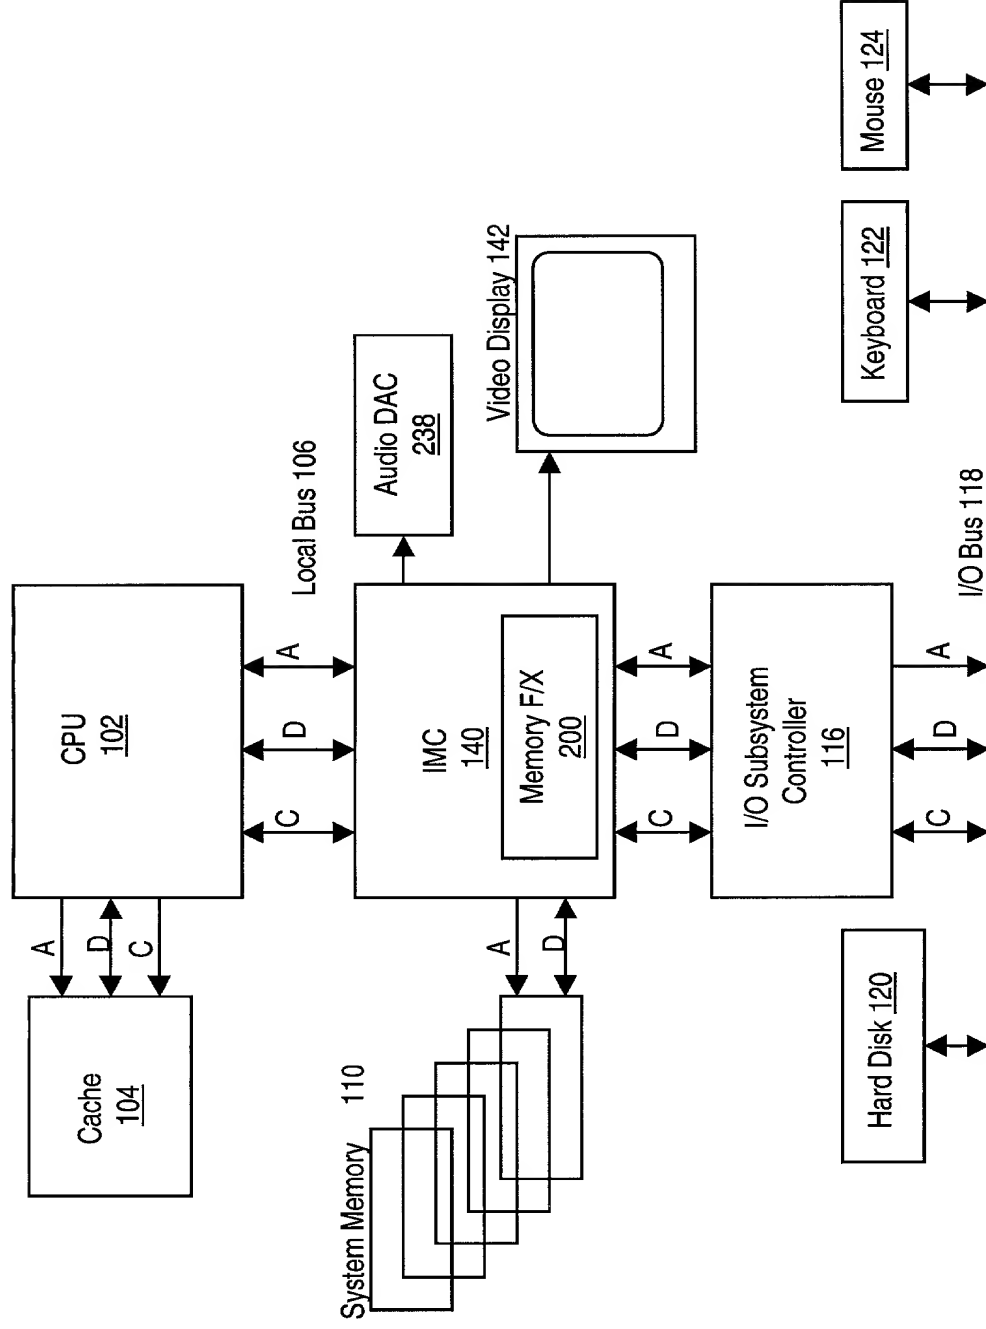 Cache
104
A
D
C
CPU
102
C
D
A
Local Bus 106
System Memory
110
A
D
IMC
140
Memory F/X
200
Audio DAC
238
Video Display 142
C
D
A
I/O Subsystem
Controller
116
C
D
A
I/O Bus 118
Hard Disk 120
Keyboard 122
Mouse 124